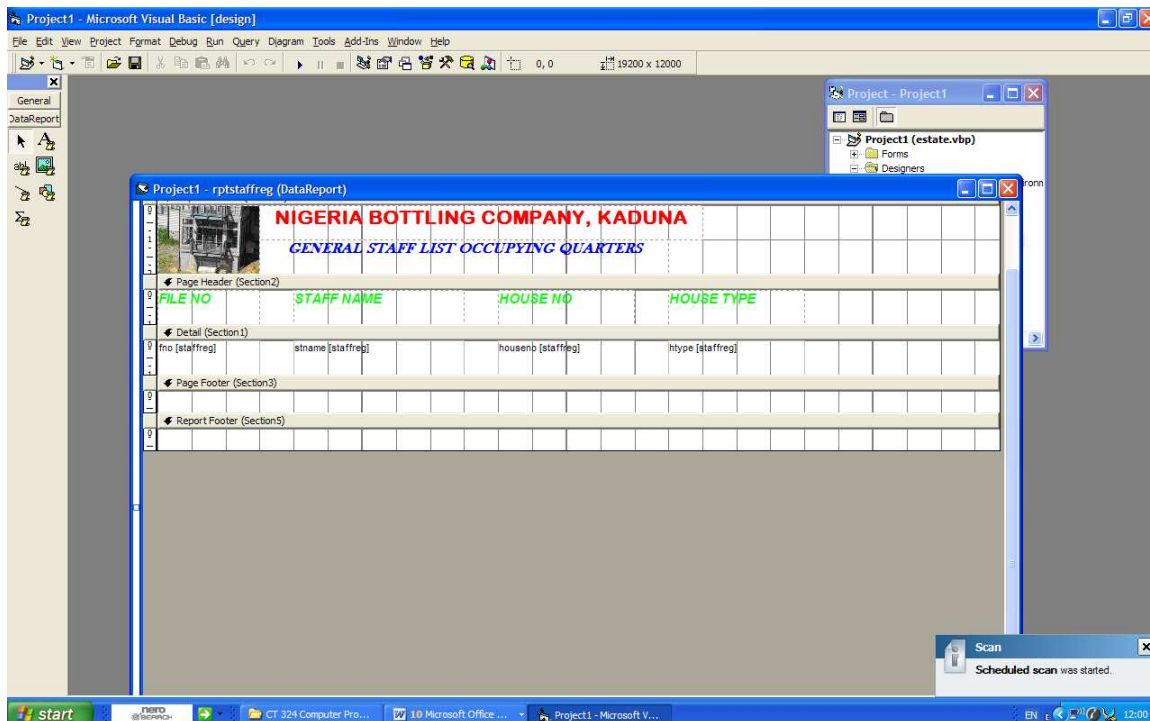 Project1 - Microsoft Visual Basic [design]
File Edit View Project Format Debug Run Query Diagram Tools Add-Ins Window Help
0, 0 19200 x 12000
General
DataReport
Project - Project1
Project1 (estate.vbp)
Forms
Designers
Project1 - rptstaffreg (DataReport)
NIGERIA BOTTLING COMPANY, KADUNA
GENERAL STAFF LIST OCCUPYING QUARTERS
Page Header (Section2)
FILE NO STAFF NAME HOUSE NO HOUSE TYPE
Detail (Section1)
fno [staffreg] stname [staffreg] houseno [staffreg] htype [staffreg]
Page Footer (Section3)
Report Footer (Section5)
Scan
Scheduled scan was started.
start nero SEARCH CT 324 Computer Pro... 10 Microsoft Office ... Project1 - Microsoft V... EN 12:00